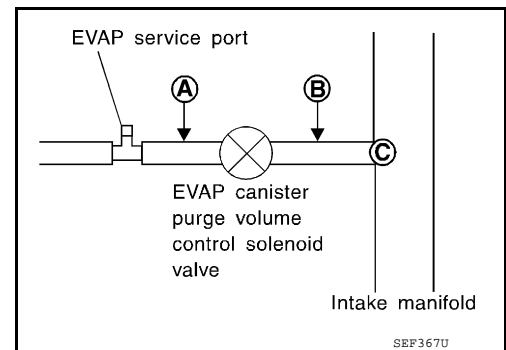 EVAP service port
A
B
C
EVAP canister
purge volume
control solenoid
valve
Intake manifold
SEF367U